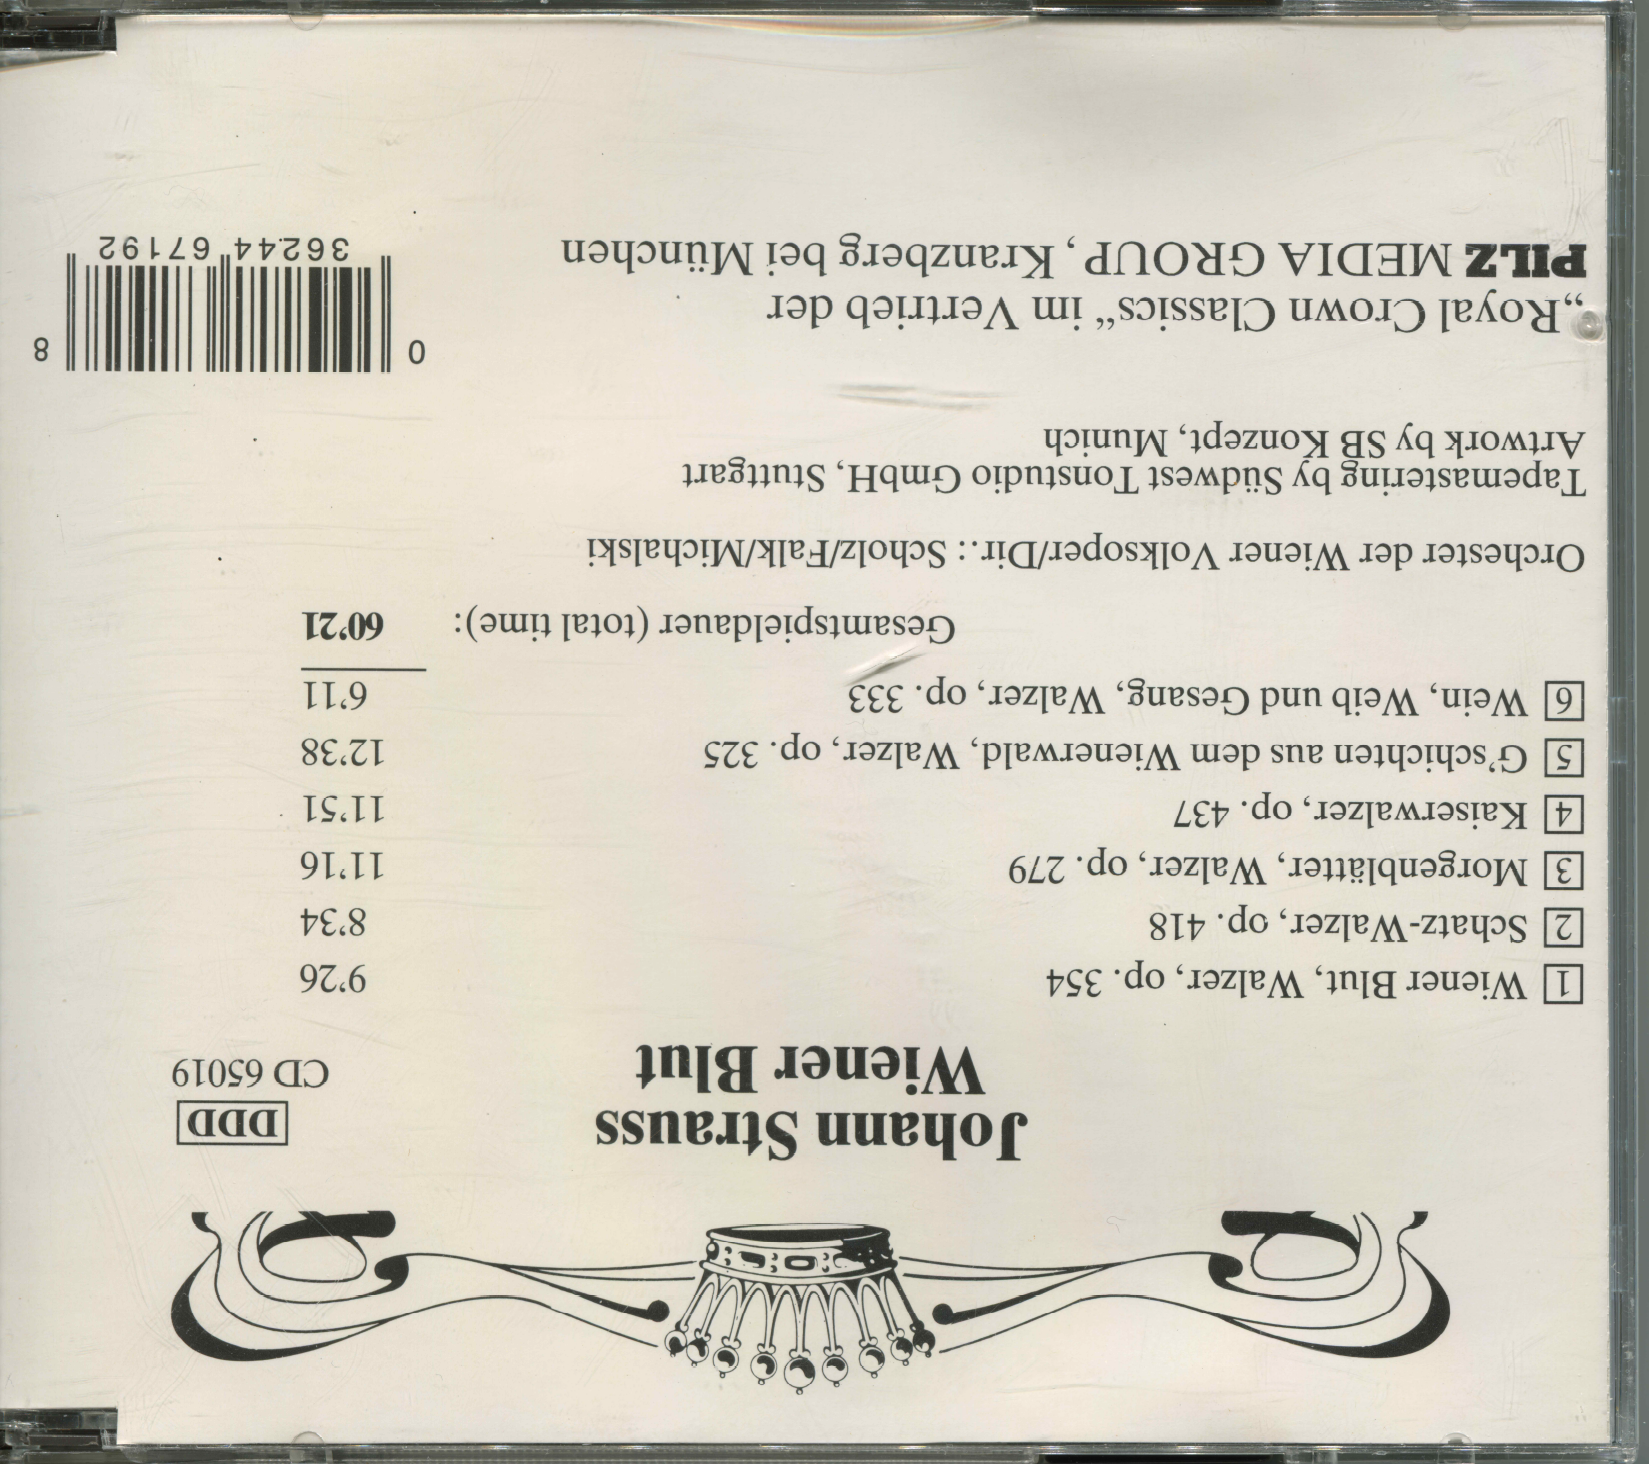 Johann Strauss
Wiener Blut
DDD
CD 65019
1 Wiener Blut, Walzer, op. 354 9'26
2 Schatz-Walzer, op. 418 8'34
3 Morgenblätter, Walzer, op. 279 11'16
4 Kaiserwalzer, op. 437 11'51
5 G'schichten aus dem Wienerwald, Walzer, op. 325 12'38
6 Wein, Weib und Gesang, Walzer, op. 333 6'11
Gesamtspieldauer (total time): 60'21
Orchester der Wiener Volksoper/Dir.: Scholz/Falk/Michalski
Tapemastering by Südwest Tonstudio GmbH, Stuttgart
Artwork by SB Konzept, Munich
„Royal Crown Classics“ im Vertrieb der
PILZ MEDIA GROUP, Kranzberg bei München
0 36244 67192 8